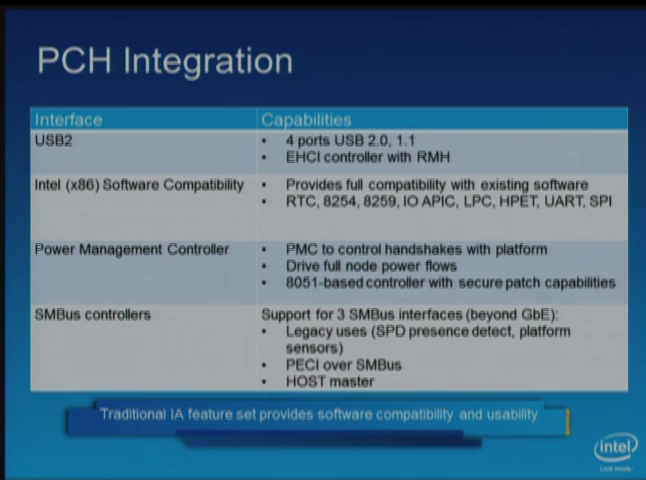 PCH Integration
Interface
Capabilities
USB2
• 4 ports USB 2.0, 1.1
• EHCI controller with RMH
Intel (x86) Software Compatibility
• Provides full compatibility with existing software
• RTC, 8254, 8259, IO APIC, LPC, HPET, UART, SPI
Power Management Controller
• PMC to control handshakes with platform
• Drive full node power flows
• 8051-based controller with secure patch capabilities
SMBus controllers
Support for 3 SMBus interfaces (beyond GbE):
• Legacy uses (SPD presence detect, platform
sensors)
• PECI over SMBus
• HOST master
Traditional IA feature set provides software compatibility and usability
intel
Look Inside.